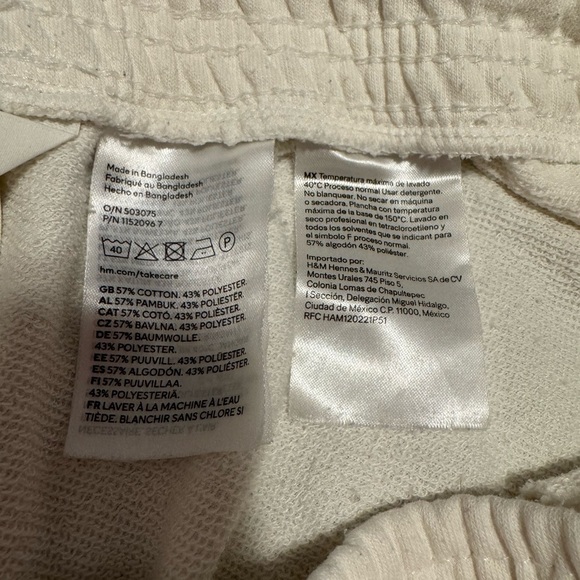 Made in Bangladesh
Fabriqué au Bangladesh
Hecho en Bangladesh
O/N 503075
P/N 1152096 7
40
P
hm.com/takecare
GB 57% COTTON. 43% POLYESTER.
AL 57% PAMBUK. 43% POLIESTER.
CAT 57% COTÓ. 43% POLIÈSTER.
CZ 57% BAVLNA. 43% POLYESTER.
DE 57% BAUMWOLLE.
43% POLYESTER.
EE 57% PUUVILL. 43% POLÜESTER.
ES 57% ALGODÓN. 43% POLIÉSTER.
FI 57% PUUVILLAA.
43% POLYESTERIÄ.
FR LAVER À LA MACHINE À L'EAU
TIÈDE. BLANCHIR SANS CHLORE SI
MX Temperatura máxima de lavado
40°C Proceso normal Usar detergente.
No blanquear. No secar en máquina
o secadora. Plancha con temperatura
máxima de la base de 150°C. Lavado en
seco profesional en tetracloroetileno y
todos los solventes que se indican para
el simbolo F proceso normal.
57% algodón 43% poliéster.
Importado por:
H&M Hennes & Mauritz Servicios SA de CV
Montes Urales 745 Piso 5,
Colonia Lomas de Chapultepec
I Sección, Delegación Miguel Hidalgo,
Ciudad de México C.P. 11000, México
RFC HAM120221P51